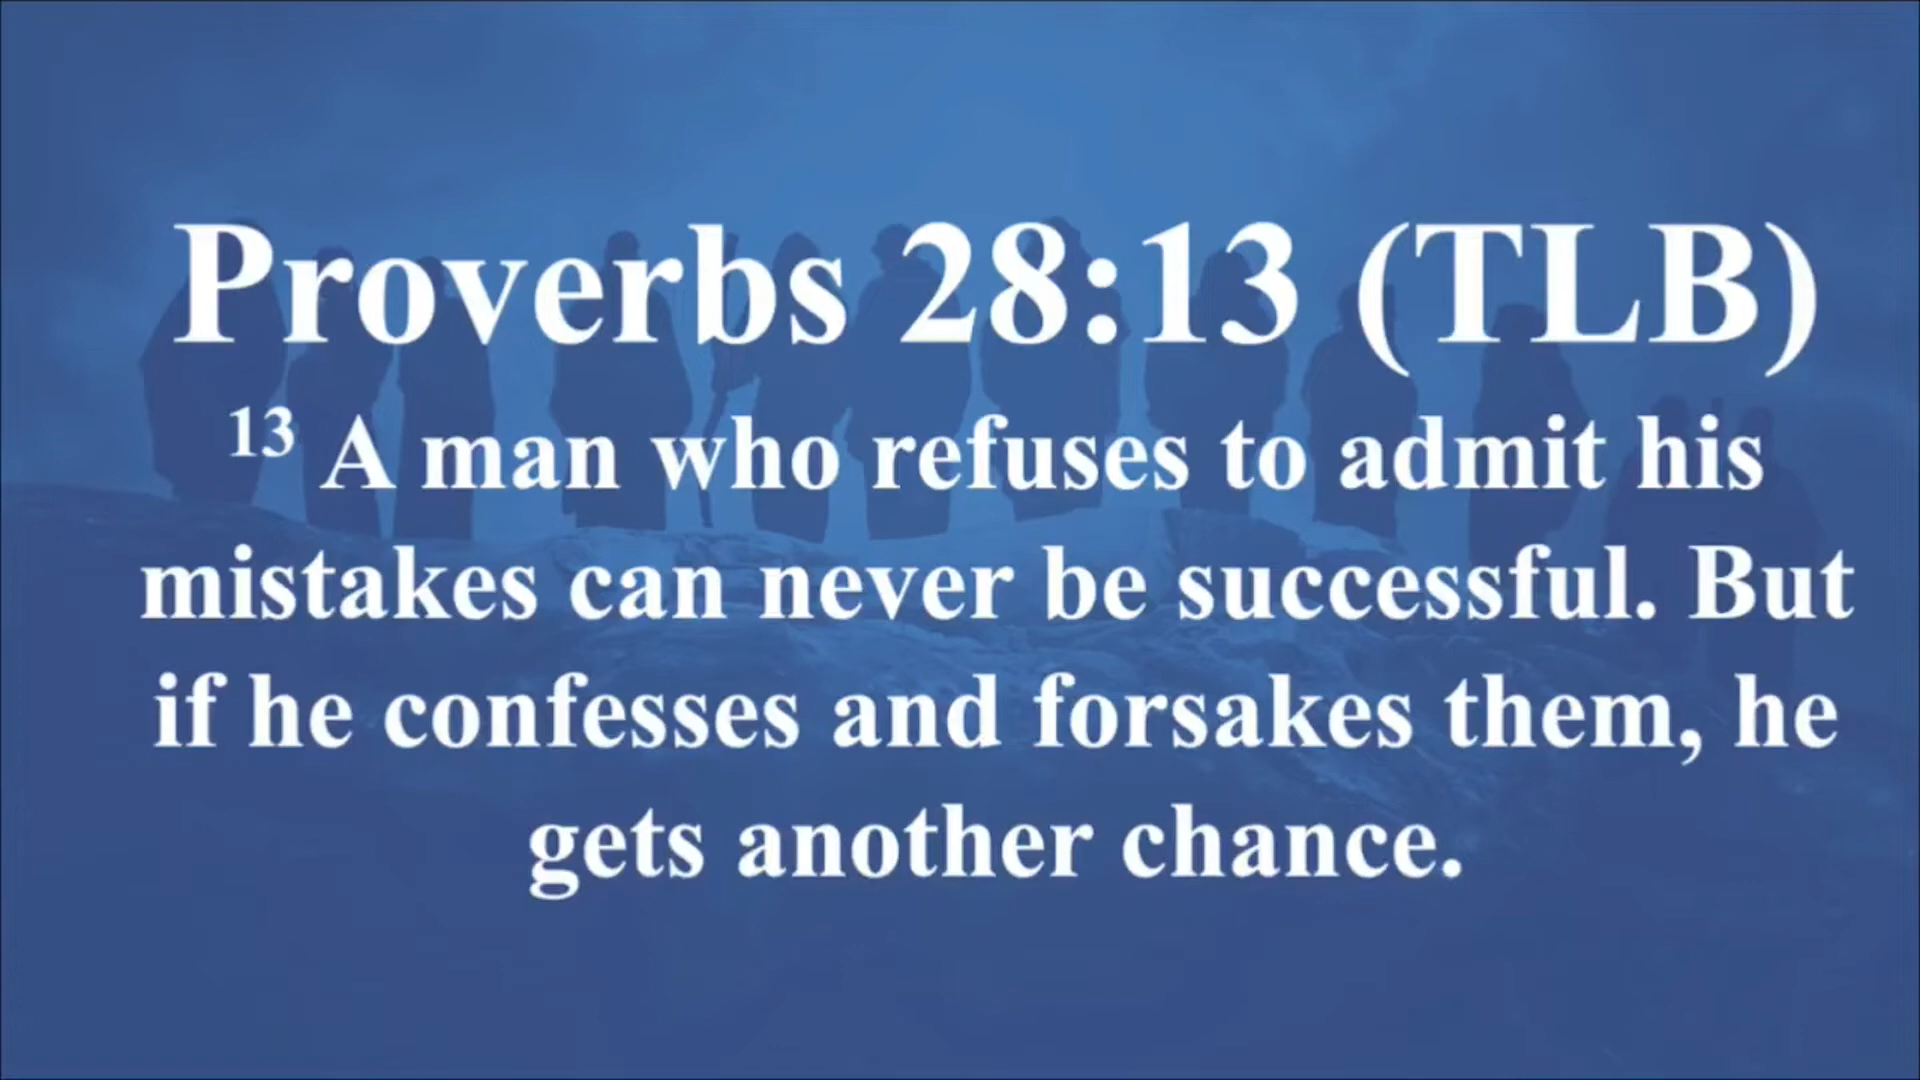 Proverbs 28:13 (TLB)
13 A man who refuses to admit his
mistakes can never be successful. But
if he confesses and forsakes them, he
gets another chance.